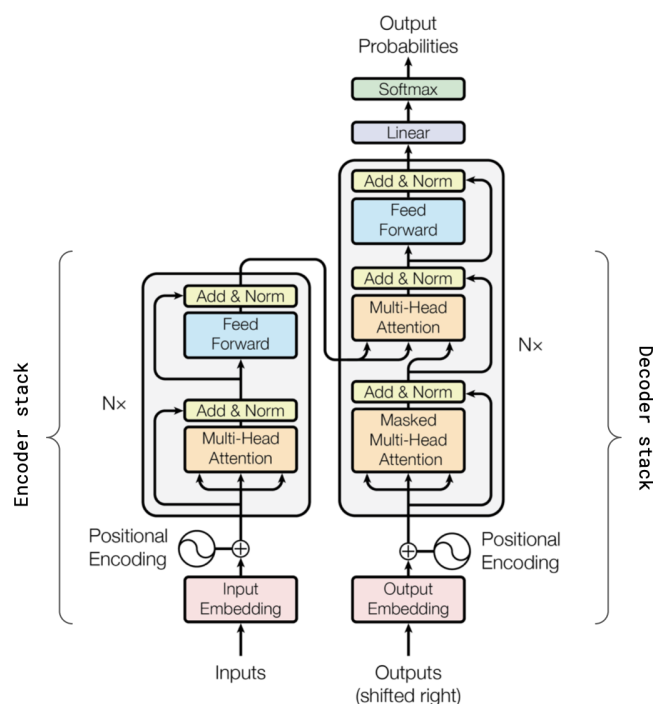 Output
Probabilities
Softmax
Linear
Add & Norm
Feed
Forward
Add & Norm
Multi-Head
Attention
Add & Norm
Masked
Multi-Head
Attention
Nx
Add & Norm
Feed
Forward
Add & Norm
Multi-Head
Attention
Nx
Encoder stack
Decoder stack
Positional
Encoding
Positional
Encoding
Input
Embedding
Output
Embedding
Inputs
Outputs
(shifted right)